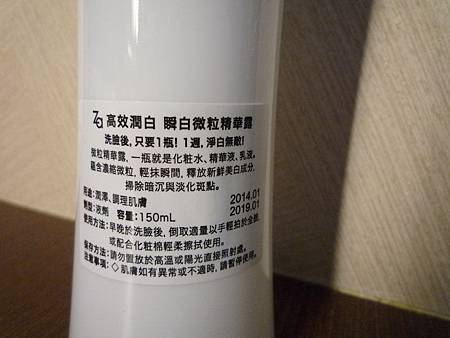 Zo 高效潤白 瞬白微粒精華露
洗臉後, 只要1瓶! 1週, 淨白無敵!
微粒精華露, 一瓶就是化粧水、精華液、乳液。
蘊含濃縮微粒, 輕抹瞬間, 釋放新鮮美白成分,
掃除暗沉與淡化斑點。
用途: 潤澤、調理肌膚 2014.01
劑型: 液劑 容量: 150mL 2019.01
使用方法: 早晚於洗臉後, 倒取適量以手輕拍於全臉,
或配合化粧棉輕柔擦拭使用。
保存方法: 請勿置放於高溫或陽光直接照射處。
注意事項: ◇肌膚如有異常或不適時, 請暫停使用。